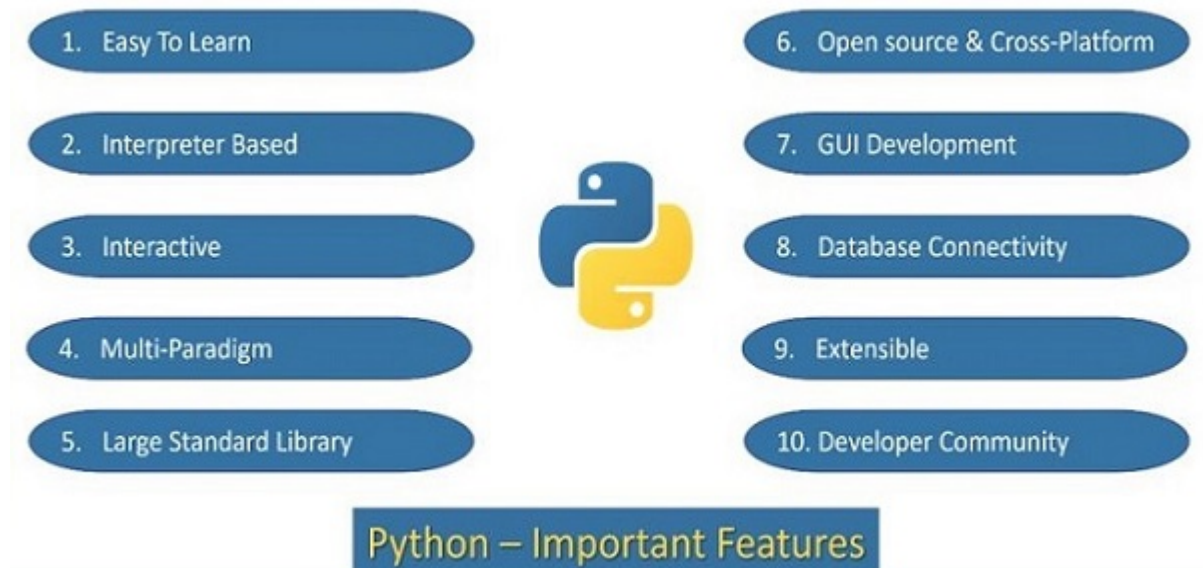 1. Easy To Learn
2. Interpreter Based
3. Interactive
4. Multi-Paradigm
5. Large Standard Library
6. Open source & Cross-Platform
7. GUI Development
8. Database Connectivity
9. Extensible
10. Developer Community
Python – Important Features